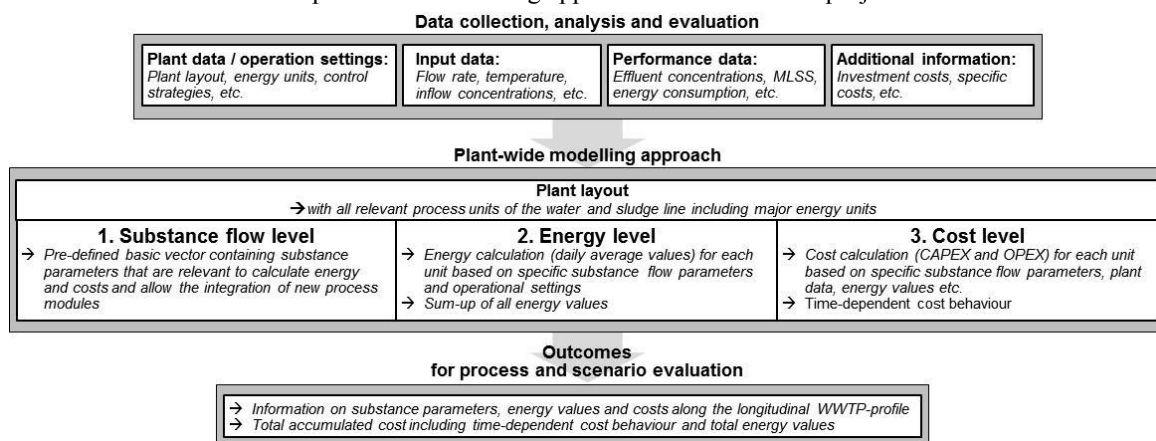 Data collection, analysis and evaluation
Plant data / operation settings:
Plant layout, energy units, control
strategies, etc.
Input data:
Flow rate, temperature,
inflow concentrations, etc.
Performance data:
Effluent concentrations, MLSS,
energy consumption, etc.
Additional information:
Investment costs, specific
costs, etc.
Plant-wide modelling approach
Plant layout
→ with all relevant process units of the water and sludge line including major energy units
1. Substance flow level
→ Pre-defined basic vector containing substance
parameters that are relevant to calculate energy
and costs and allow the integration of new process
modules
2. Energy level
→ Energy calculation (daily average values) for each
unit based on specific substance flow parameters
and operational settings
→ Sum-up of all energy values
3. Cost level
→ Cost calculation (CAPEX and OPEX) for each unit
based on specific substance flow parameters, plant
data, energy values etc.
→ Time-dependent cost behaviour
Outcomes
for process and scenario evaluation
→ Information on substance parameters, energy values and costs along the longitudinal WWTP-profile
→ Total accumulated cost including time-dependent cost behaviour and total energy values